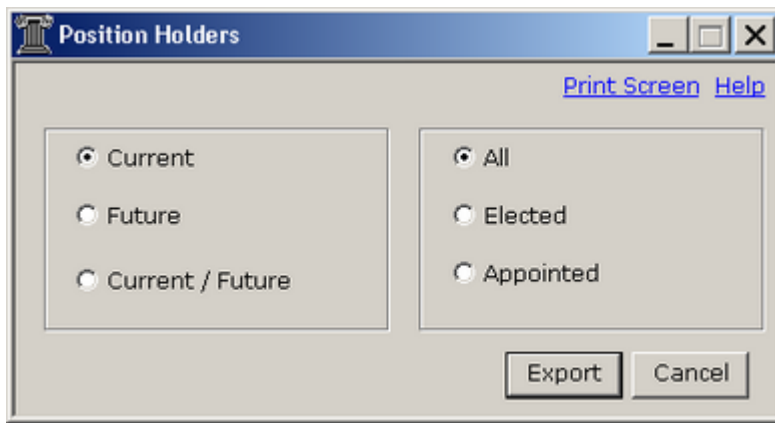 Position Holders
Print Screen Help
Current
Future
Current / Future
All
Elected
Appointed
Export Cancel